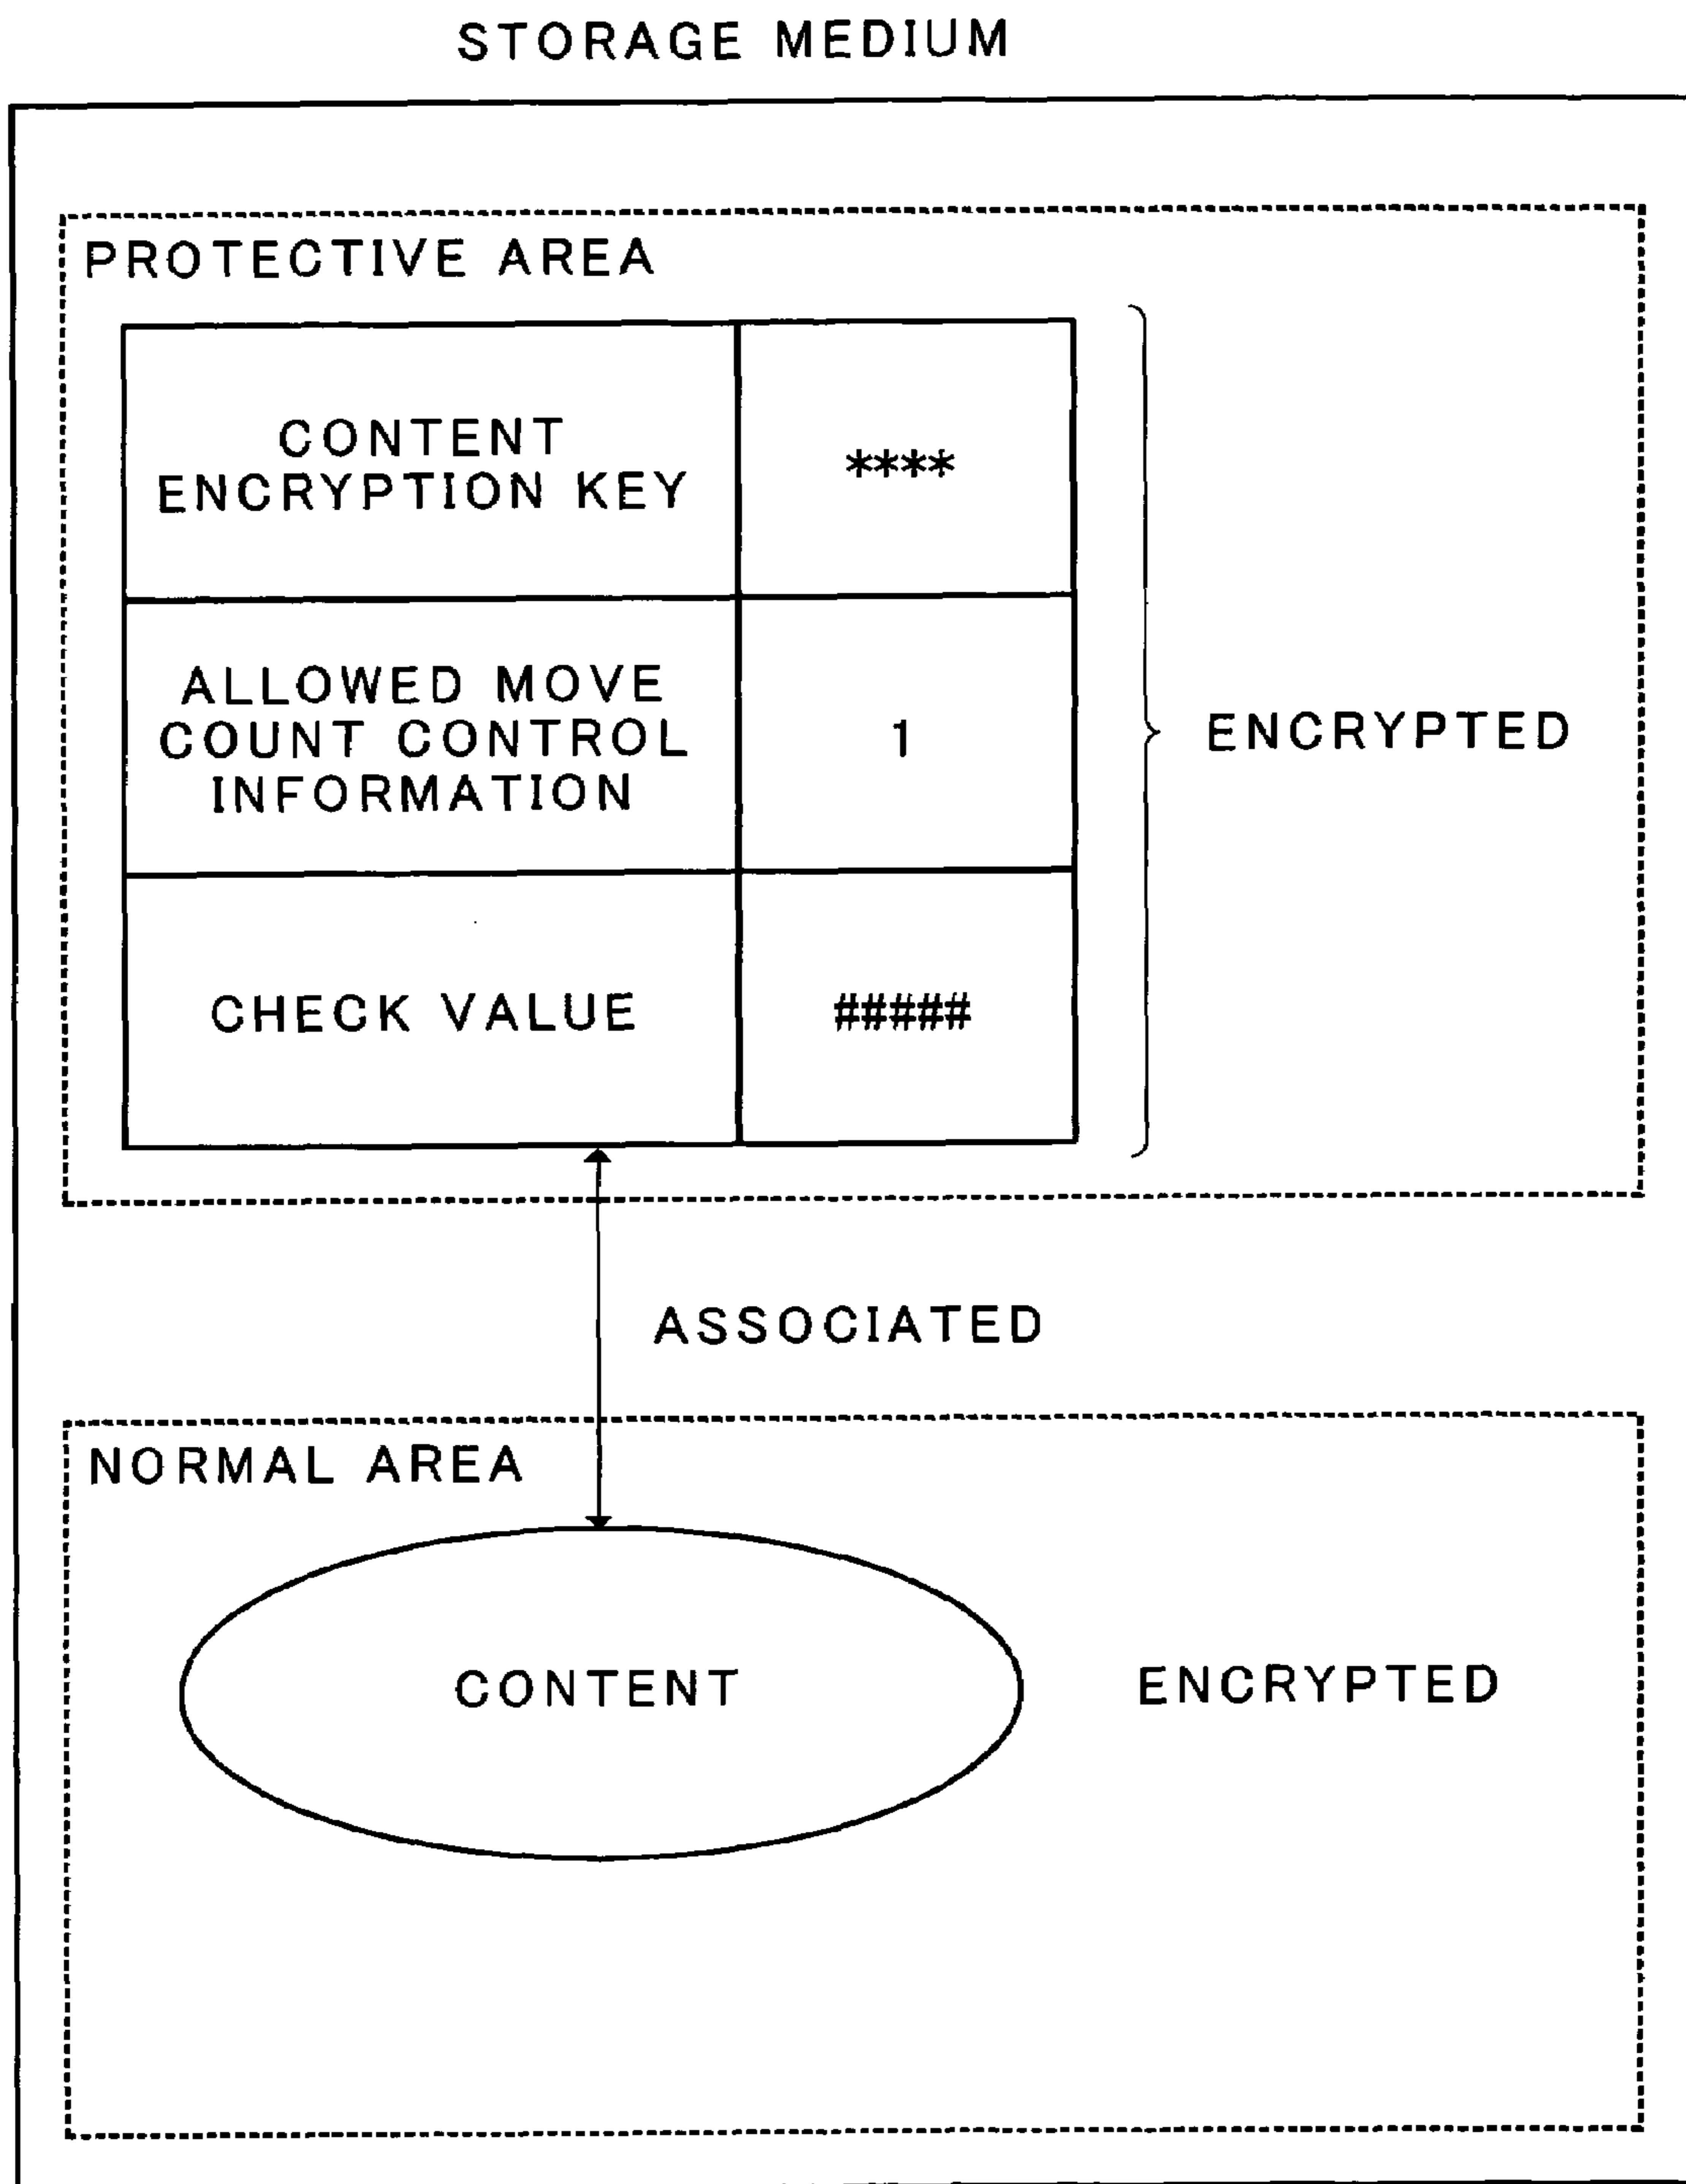 STORAGE MEDIUM
PROTECTIVE AREA
CONTENT
ENCRYPTION KEY
****
ALLOWED MOVE
COUNT CONTROL
INFORMATION
1
CHECK VALUE
#####
ENCRYPTED
ASSOCIATED
NORMAL AREA
CONTENT
ENCRYPTED